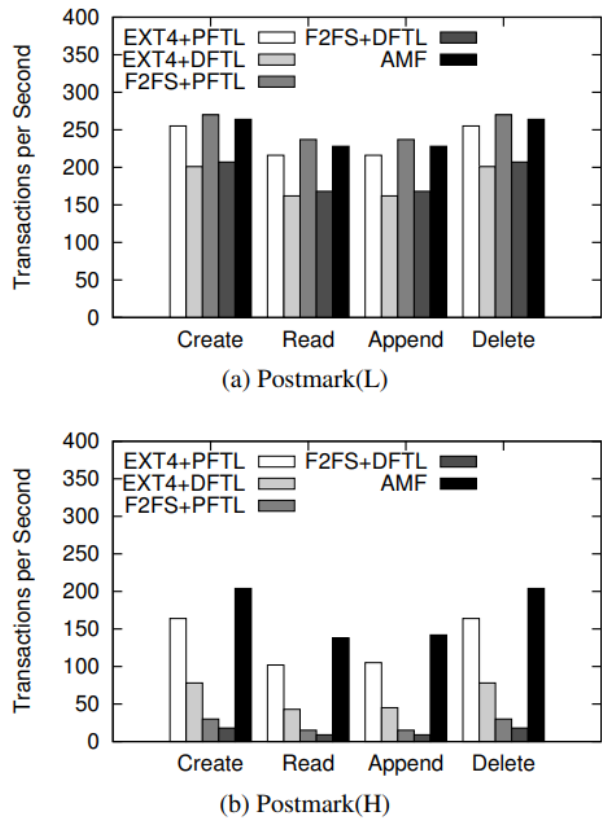 400
350
300
250
200
150
100
50
0
Transactions per Second
EXT4+PFTL
EXT4+DFTL
F2FS+PFTL
F2FS+DFTL
AMF
Create Read Append Delete
(a) Postmark(L)
400
350
300
250
200
150
100
50
0
Transactions per Second
EXT4+PFTL
EXT4+DFTL
F2FS+PFTL
F2FS+DFTL
AMF
Create Read Append Delete
(b) Postmark(H)